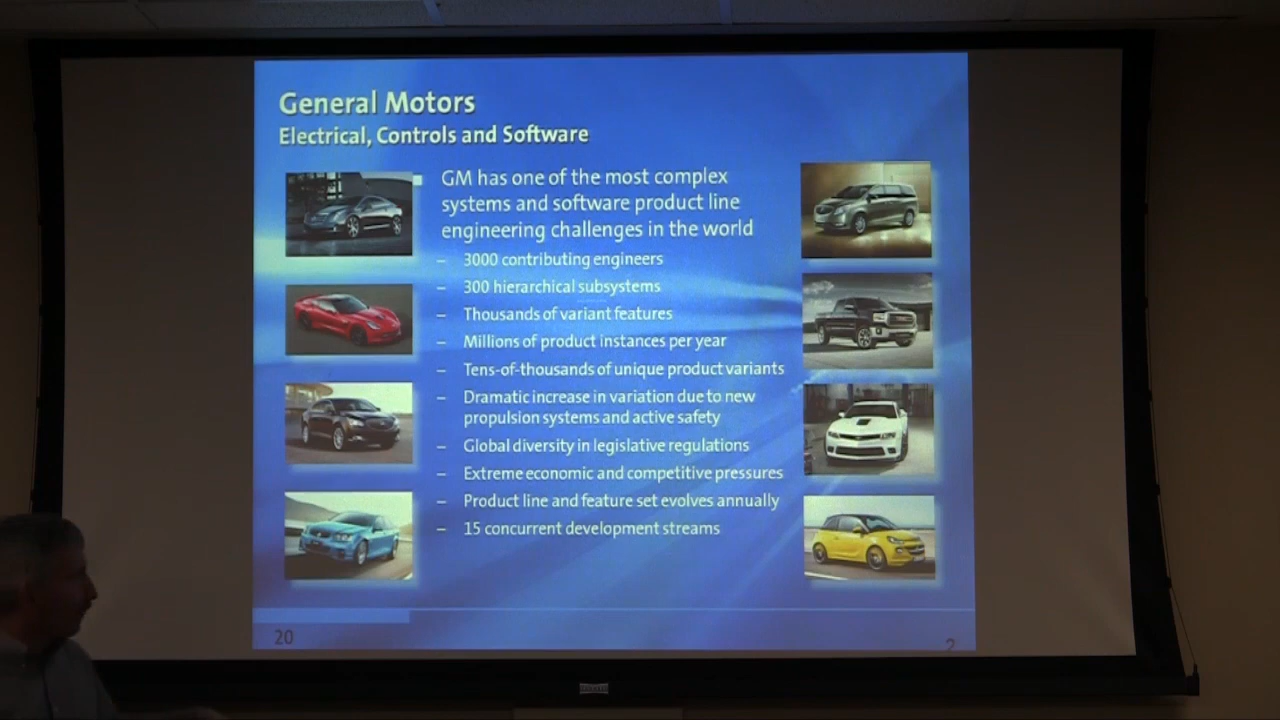 General Motors
Electrical, Controls and Software
GM has one of the most complex
systems and software product line
engineering challenges in the world
– 3000 contributing engineers
– 300 hierarchical subsystems
– Thousands of variant features
– Millions of product instances per year
– Tens-of-thousands of unique product variants
– Dramatic increase in variation due to new
propulsion systems and active safety
– Global diversity in legislative regulations
– Extreme economic and competitive pressures
– Product line and feature set evolves annually
– 15 concurrent development streams
20
2